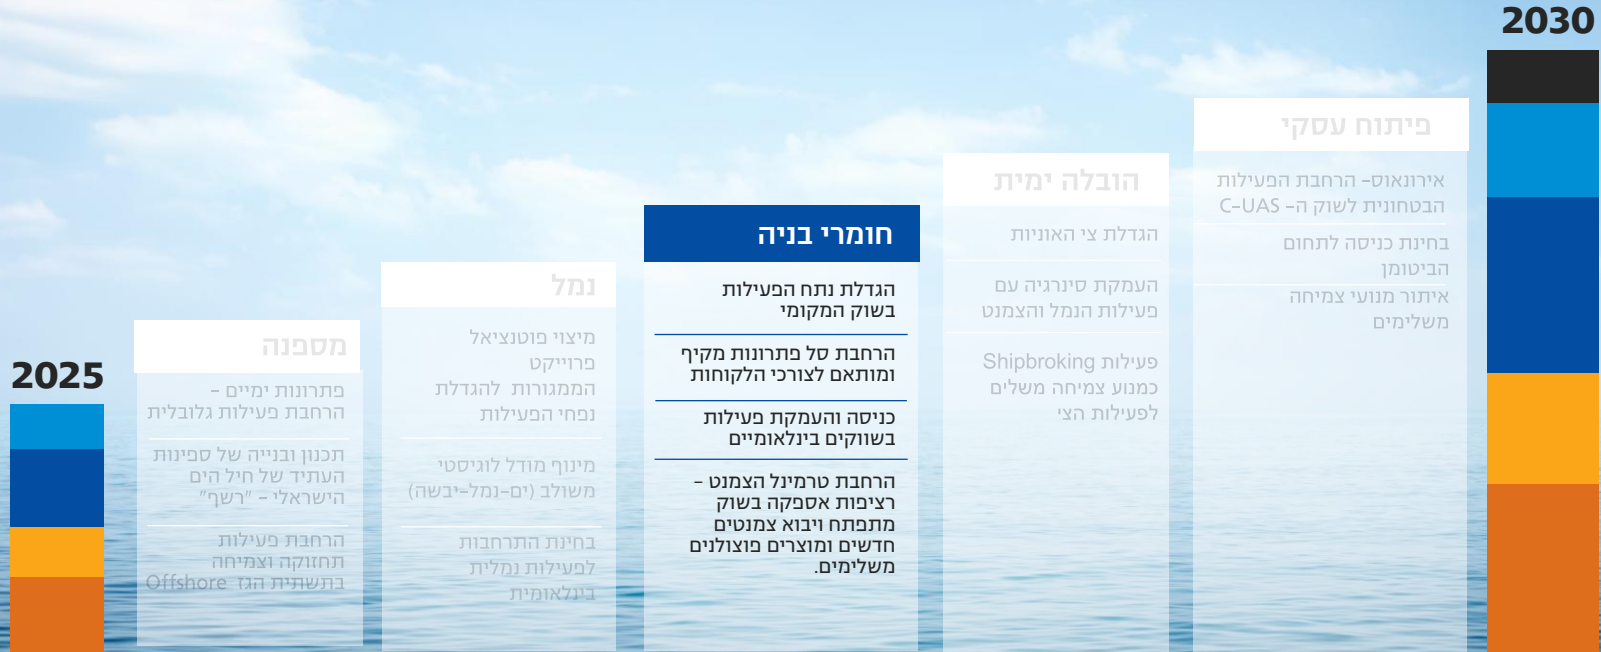 2030
פיתוח עסקי
אירונאוס- הרחבת הפעילות
הבטחונית לשוק ה- C-UAS
בחינת כניסה לתחום
הביטומן
איתור מנועי צמיחה
משלימים
הובלה ימית
הגדלת צי האוניות
העמקת סינרגיה עם
פעילות הנמל והצמנט
פעילות Shipbroking
כמנוע צמיחה משלים
לפעילות הצי
חומרי בניה
הגדלת נתח הפעילות
בשוק המקומי
הרחבת סל פתרונות מקיף
ומותאם לצורכי הלקוחות
כניסה והעמקת פעילות
בשווקים בינלאומיים
הרחבת טרמינל הצמנט –
רציפות אספקה בשוק
מתפתח ויבוא צמנטים
חדשים ומוצרים פוצולנים
משלימים.
נמל
מיצוי פוטנציאל
פרוייקט
הממגורות להגדלת
נפחי הפעילות
מינוף מודל לוגיסטי
משולב (ים-נמל-יבשה)
בחינת התרחבות
לפעילות נמלית
בינלאומית
מספנה
פתרונות ימיים –
הרחבת פעילות גלובלית
תכנון ובנייה של ספינות
העתיד של חיל הים
הישראלי – "רשף"
הרחבת פעילות
תחזוקה וצמיחה
בתשתית הגז Offshore
2025